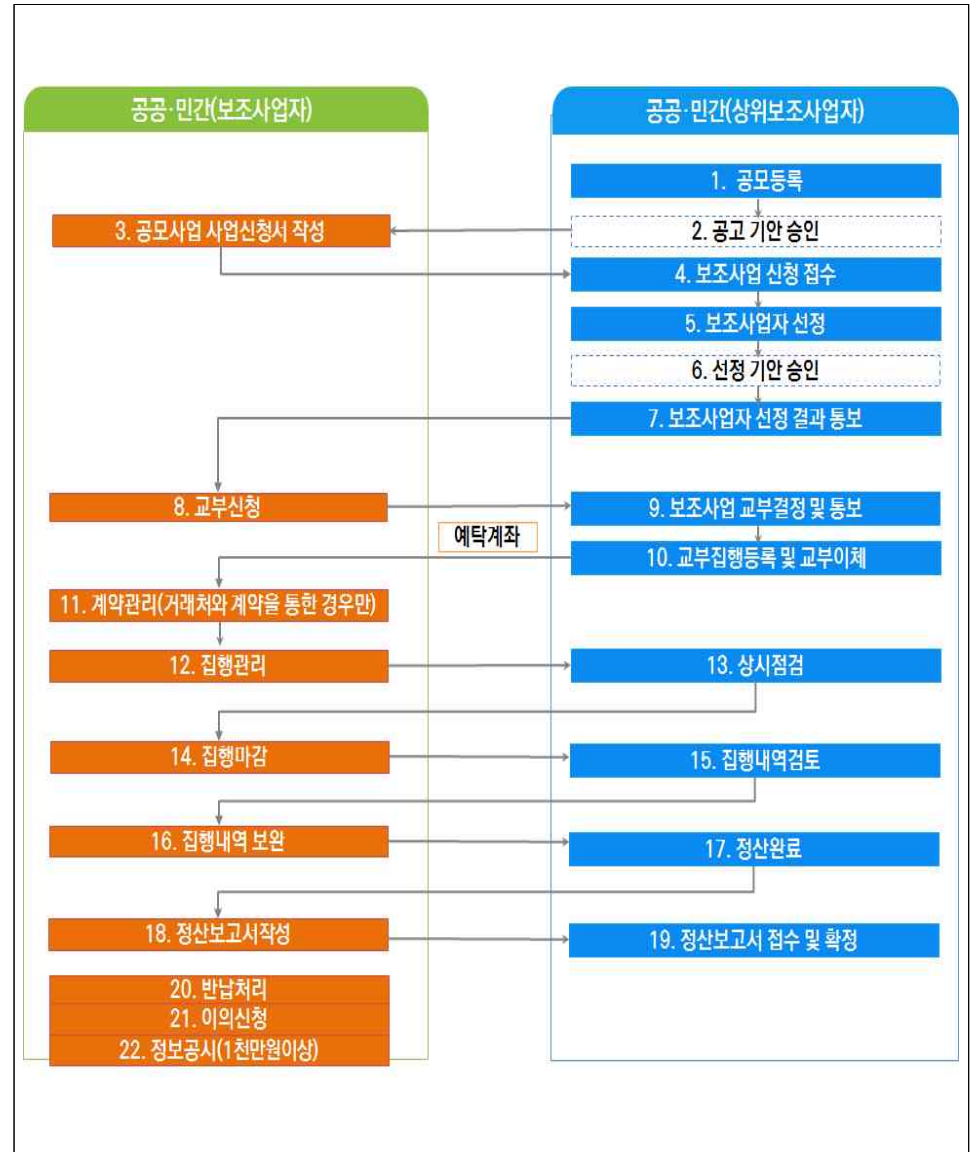 공공·민간(보조사업자)
공공·민간(상위보조사업자)
1. 공모등록
2. 공고 기안 승인
3. 공모사업 사업신청서 작성
4. 보조사업 신청 접수
5. 보조사업자 선정
6. 선정 기안 승인
7. 보조사업자 선정 결과 통보
8. 교부신청
9. 보조사업 교부결정 및 통보
예탁계좌
10. 교부집행등록 및 교부이체
11. 계약관리(거래처와 계약을 통한 경우만)
12. 집행관리
13. 상시점검
14. 집행마감
15. 집행내역검토
16. 집행내역 보완
17. 정산완료
18. 정산보고서작성
19. 정산보고서 접수 및 확정
20. 반납처리
21. 이의신청
22. 정보공시(1천만원이상)